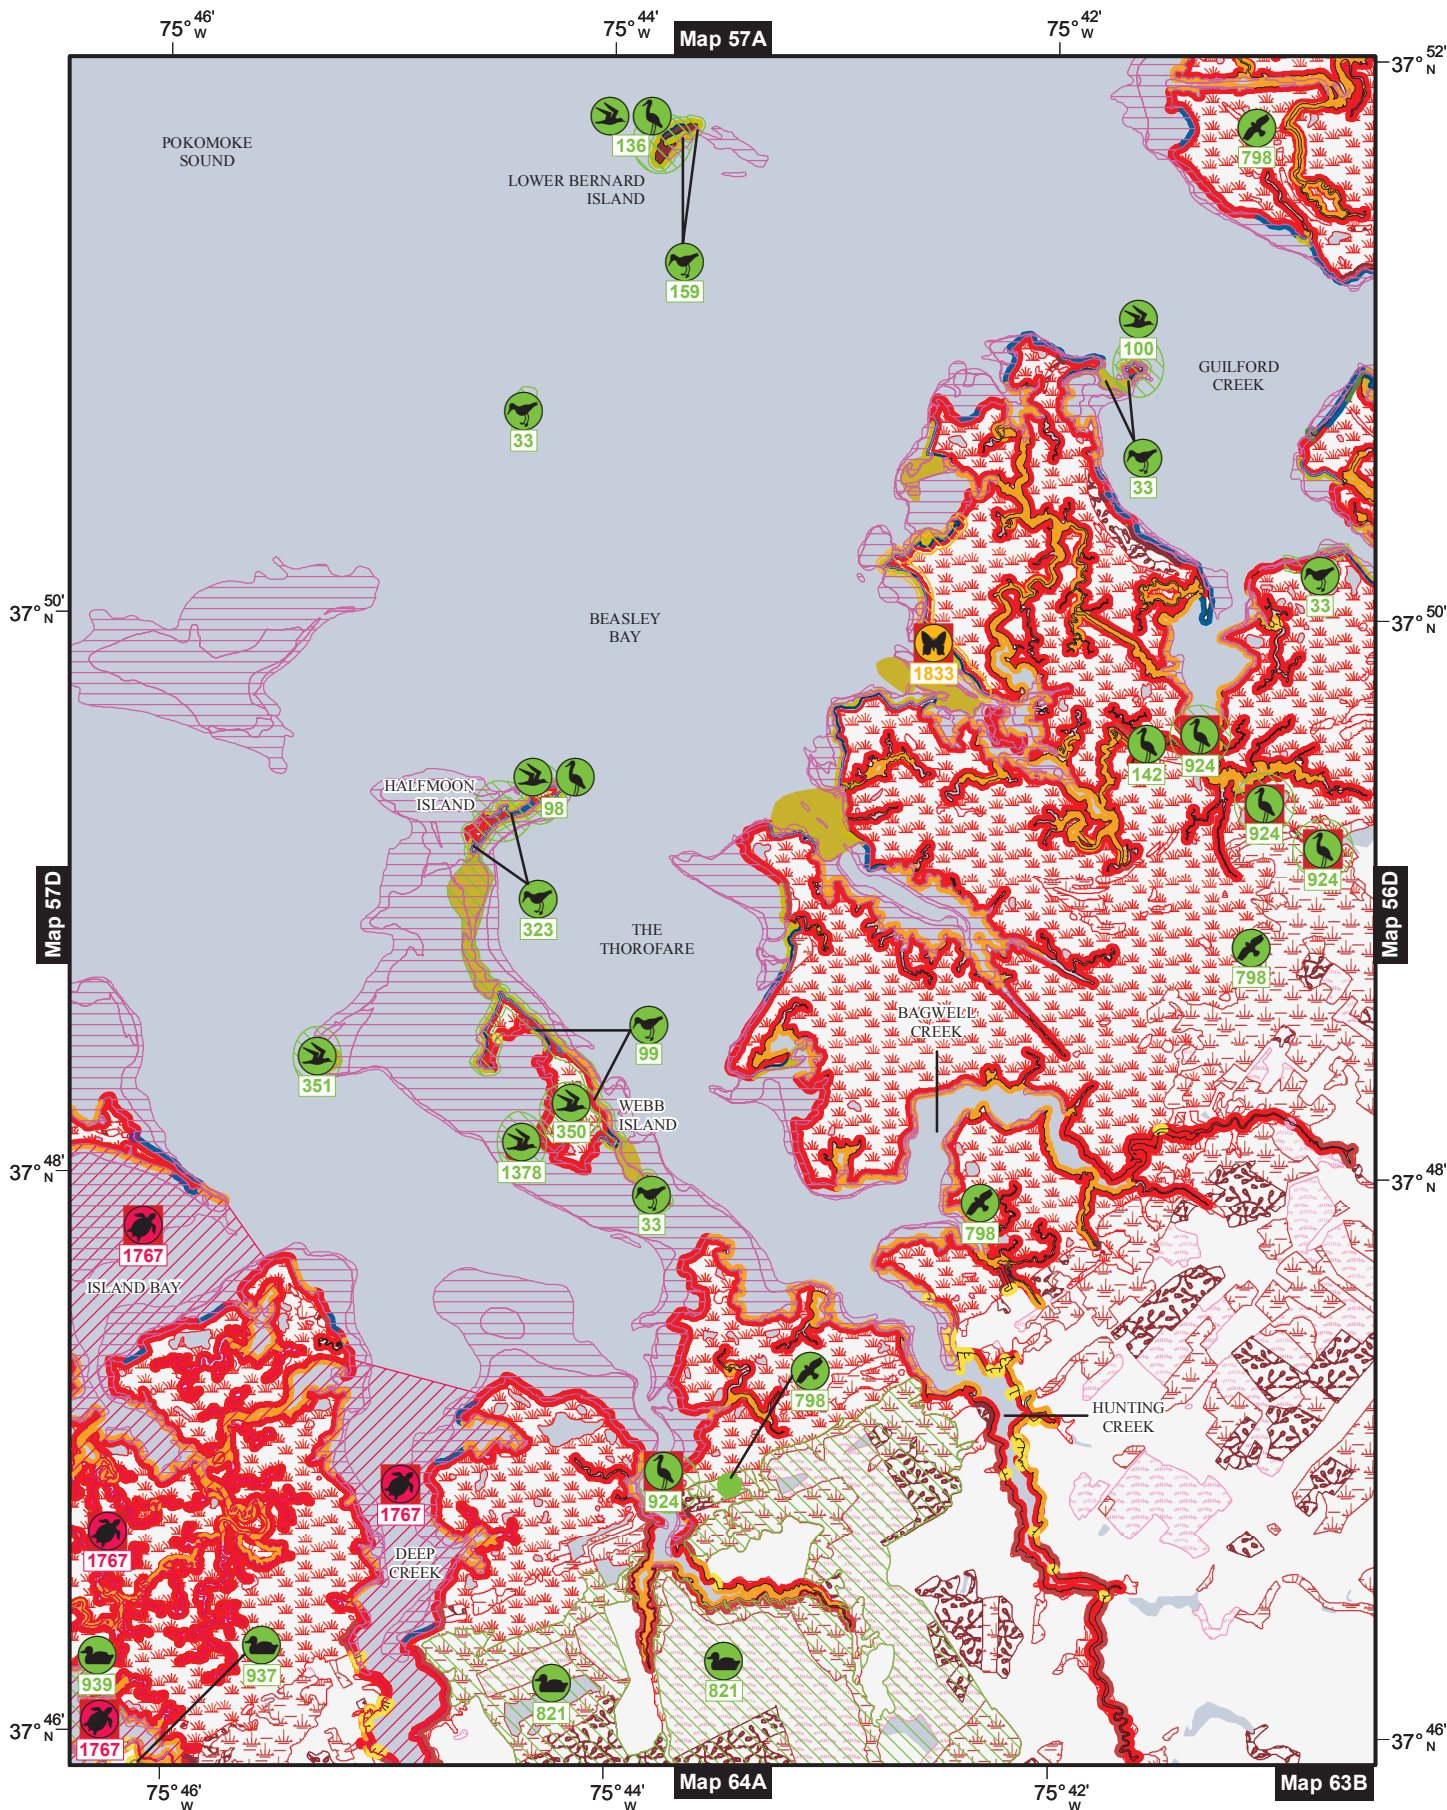 75° 46' W
75° 44' W
75° 42' W
Map 57A
37° 52' N
POKOMOKE
SOUND
136
798
LOWER BERNARD
ISLAND
159
100
GUILFORD
CREEK
33
33
33
37° 50' N
37° 50' N
BEASLEY
BAY
1833
142
924
HALFMOON
ISLAND
98
924
924
Map 57D
Map 56D
323
THE
THOROFARE
798
BAGWELL
CREEK
99
351
WEBB
ISLAND
350
1378
37° 48' N
37° 48' N
33
798
1767
ISLAND BAY
798
HUNTING
CREEK
924
1767
1767
DEEP
CREEK
939
937
821
821
1767
37° 46' N
37° 46' N
75° 46' W
75° 44' W
75° 42' W
Map 64A
Map 63B